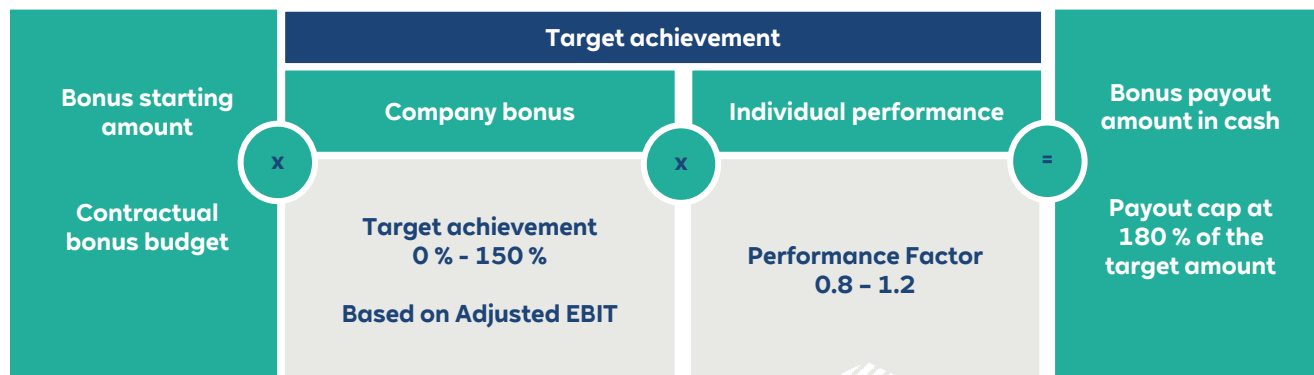 Target achievement
Bonus starting
amount
Contractual
bonus budget
x
Company bonus
Target achievement
0 % - 150 %
Based on Adjusted EBIT
x
Individual performance
Performance Factor
0.8 – 1.2
=
Bonus payout
amount in cash
Payout cap at
180 % of the
target amount